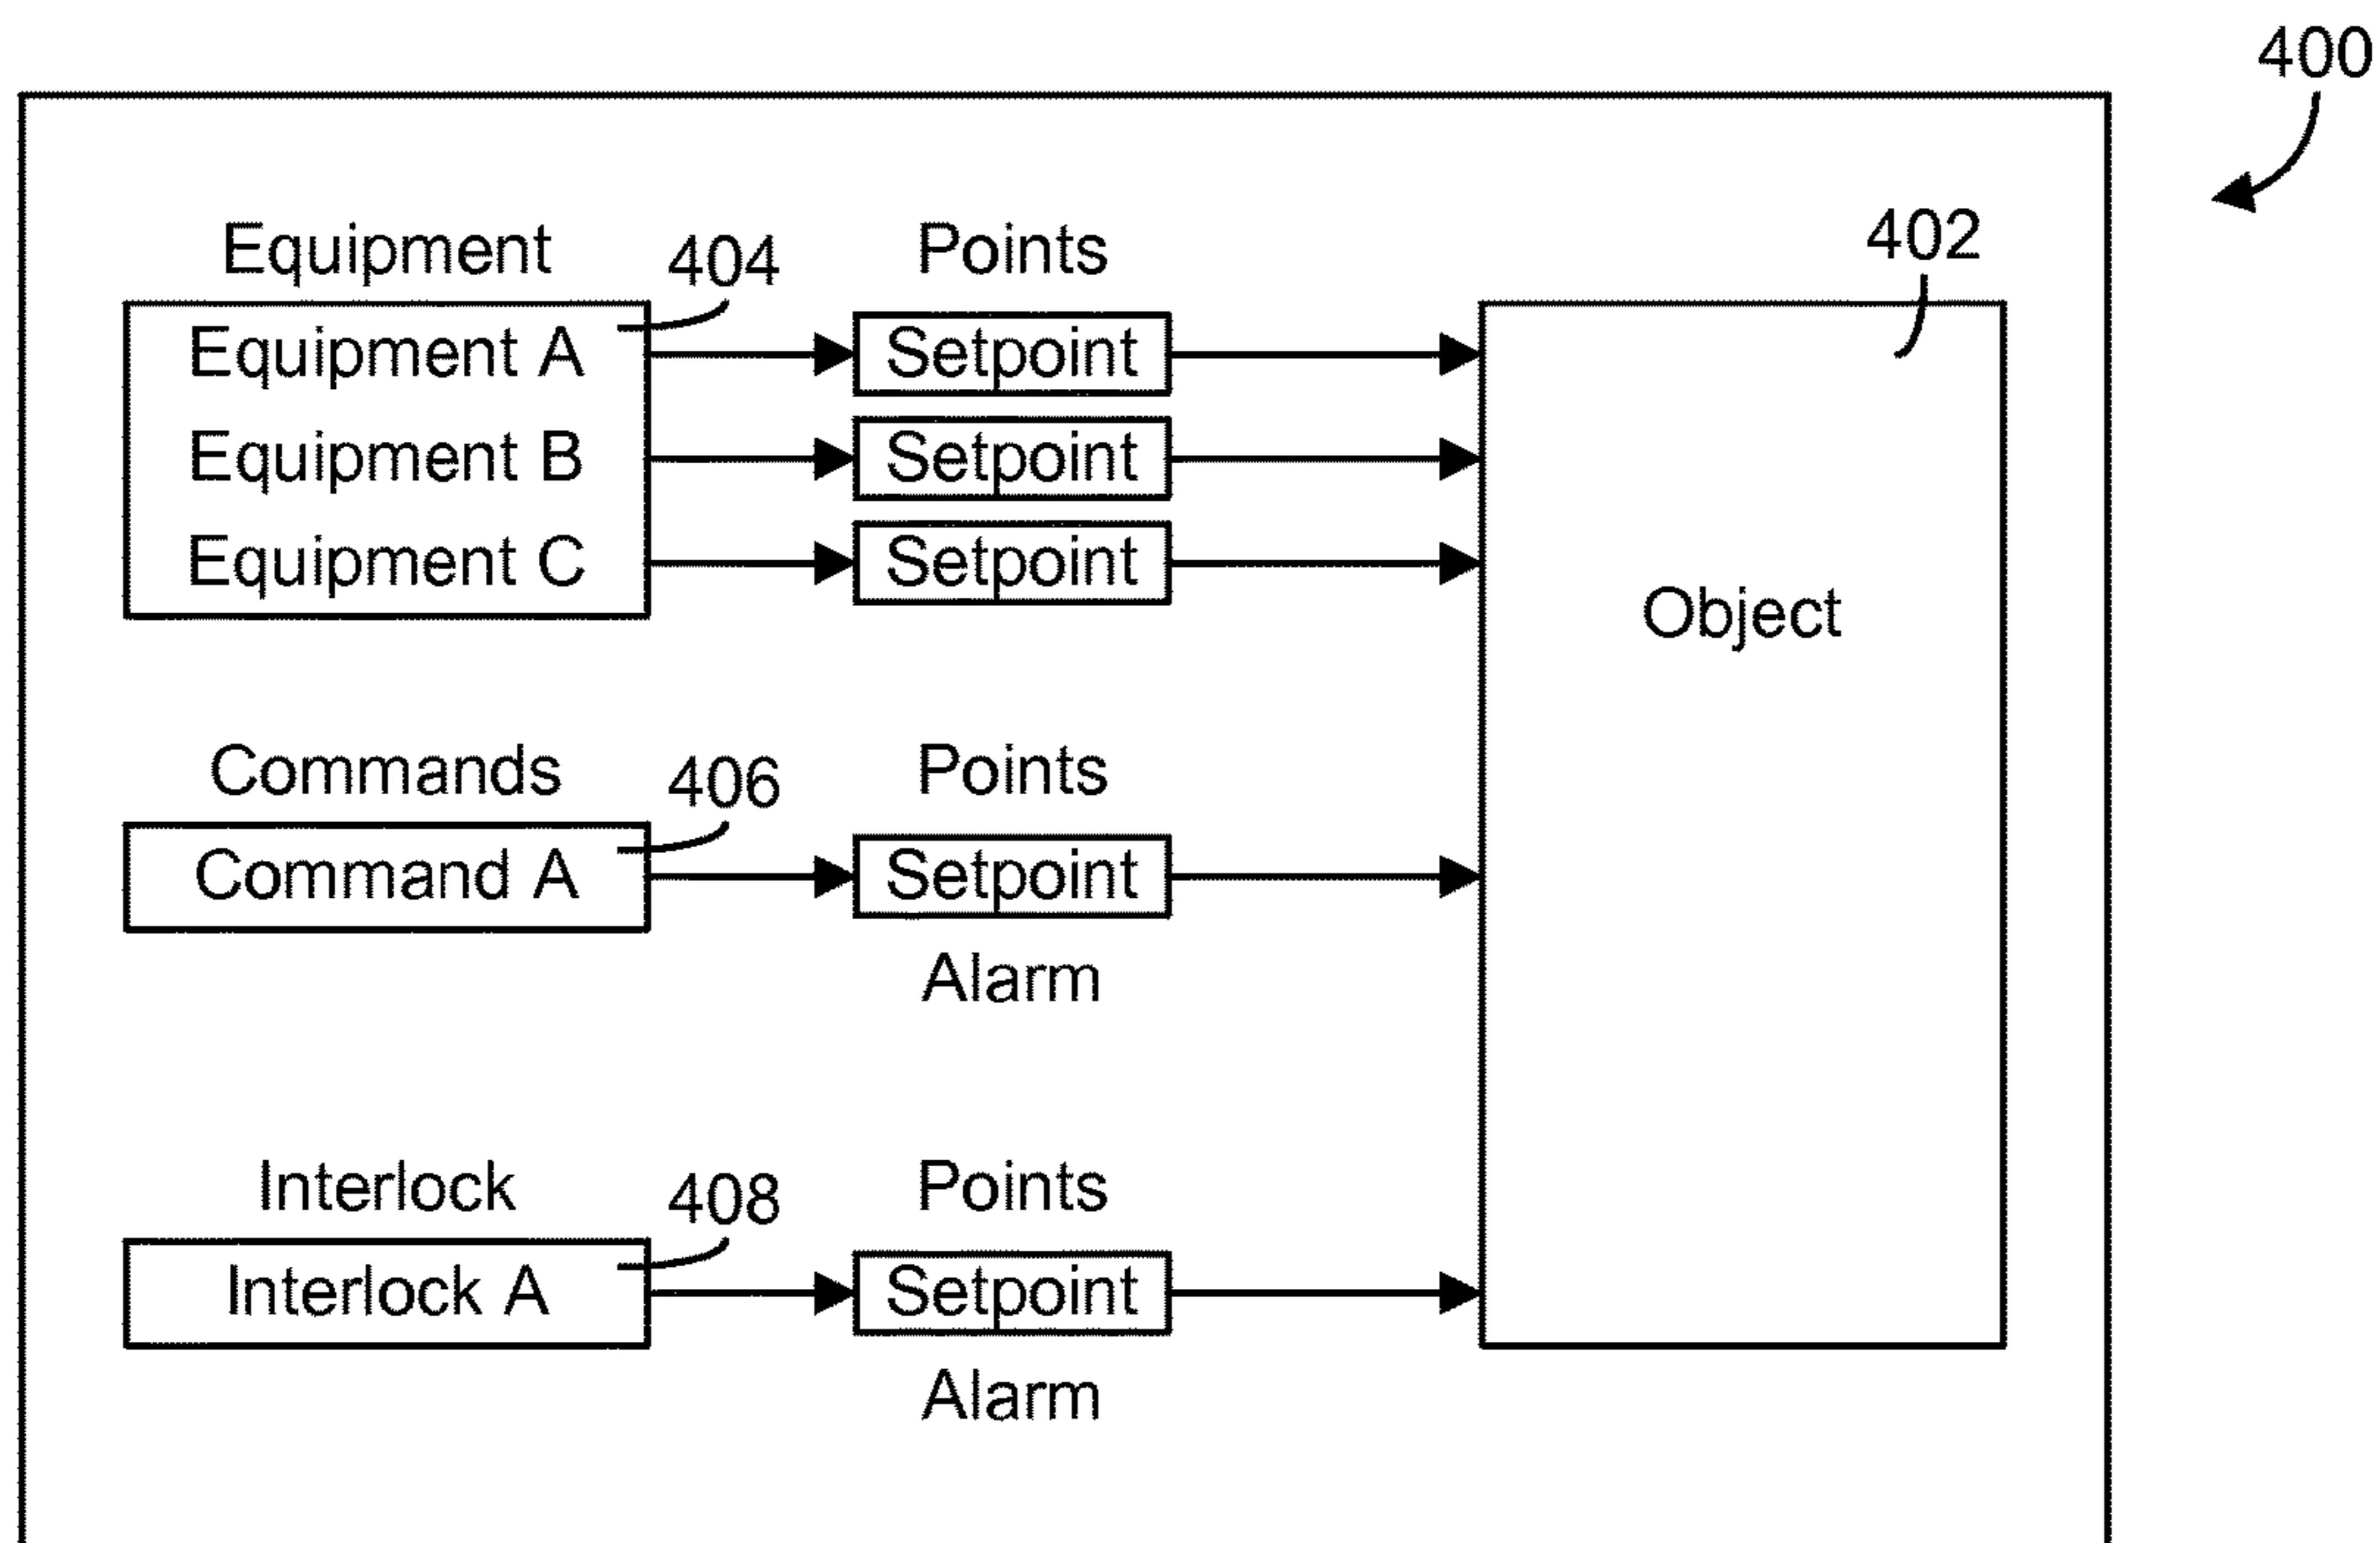 400
402
Equipment
404
Points
Equipment A
Setpoint
Equipment B
Setpoint
Equipment C
Setpoint
Object
Commands
406
Points
Command A
Setpoint
Alarm
Interlock
408
Points
Interlock A
Setpoint
Alarm